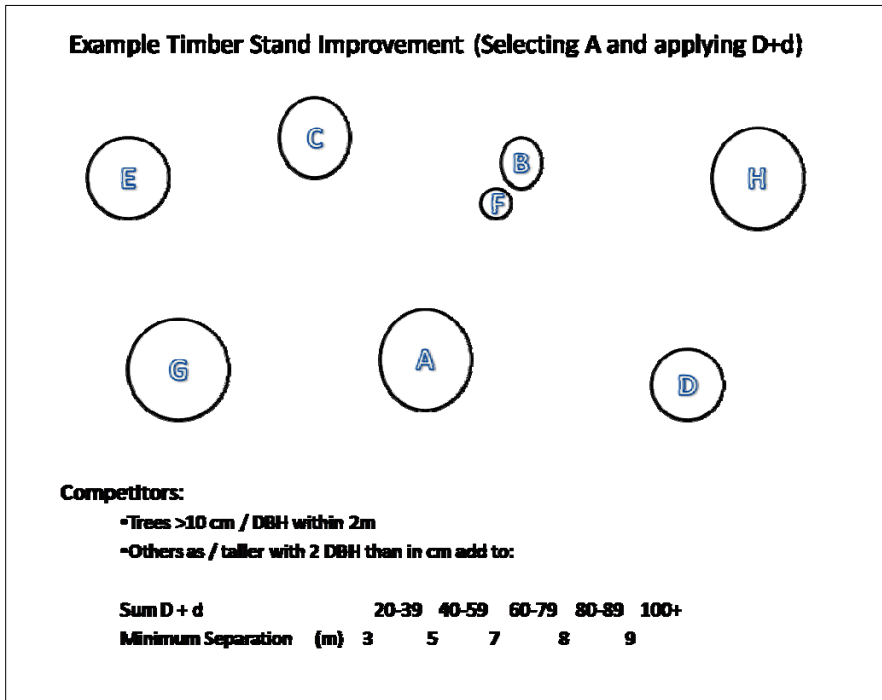 Example Timber Stand Improvement (Selecting A and applying D+d)
C
B
E
H
F
A
G
D
Competitors:
•Trees >10 cm / DBH within 2m
•Others as / taller with 2 DBH than in cm add to:
Sum D + d 20-39 40-59 60-79 80-89 100+
Minimum Separation (m) 3 5 7 8 9